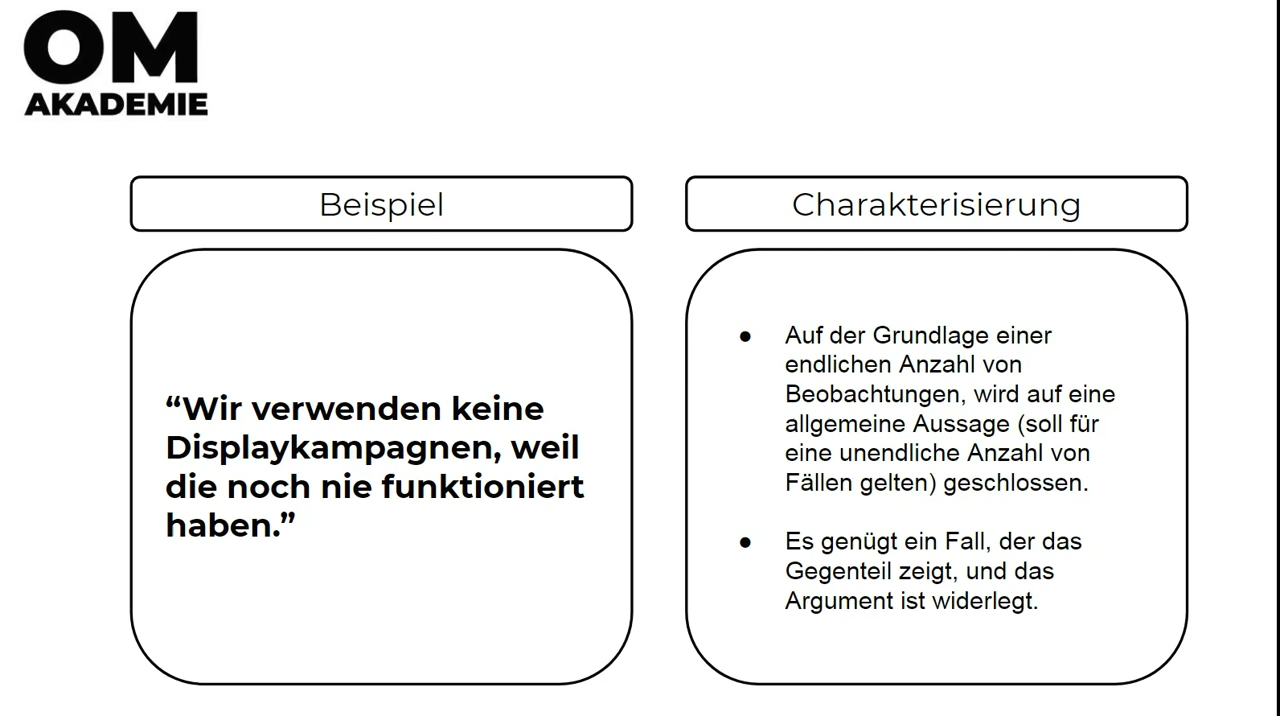 OM
AKADEMIE
Beispiel
“Wir verwenden keine
Displaykampagnen, weil
die noch nie funktioniert
haben.”
Charakterisierung
● Auf der Grundlage einer
endlichen Anzahl von
Beobachtungen, wird auf eine
allgemeine Aussage (soll für
eine unendliche Anzahl von
Fällen gelten) geschlossen.
● Es genügt ein Fall, der das
Gegenteil zeigt, und das
Argument ist widerlegt.